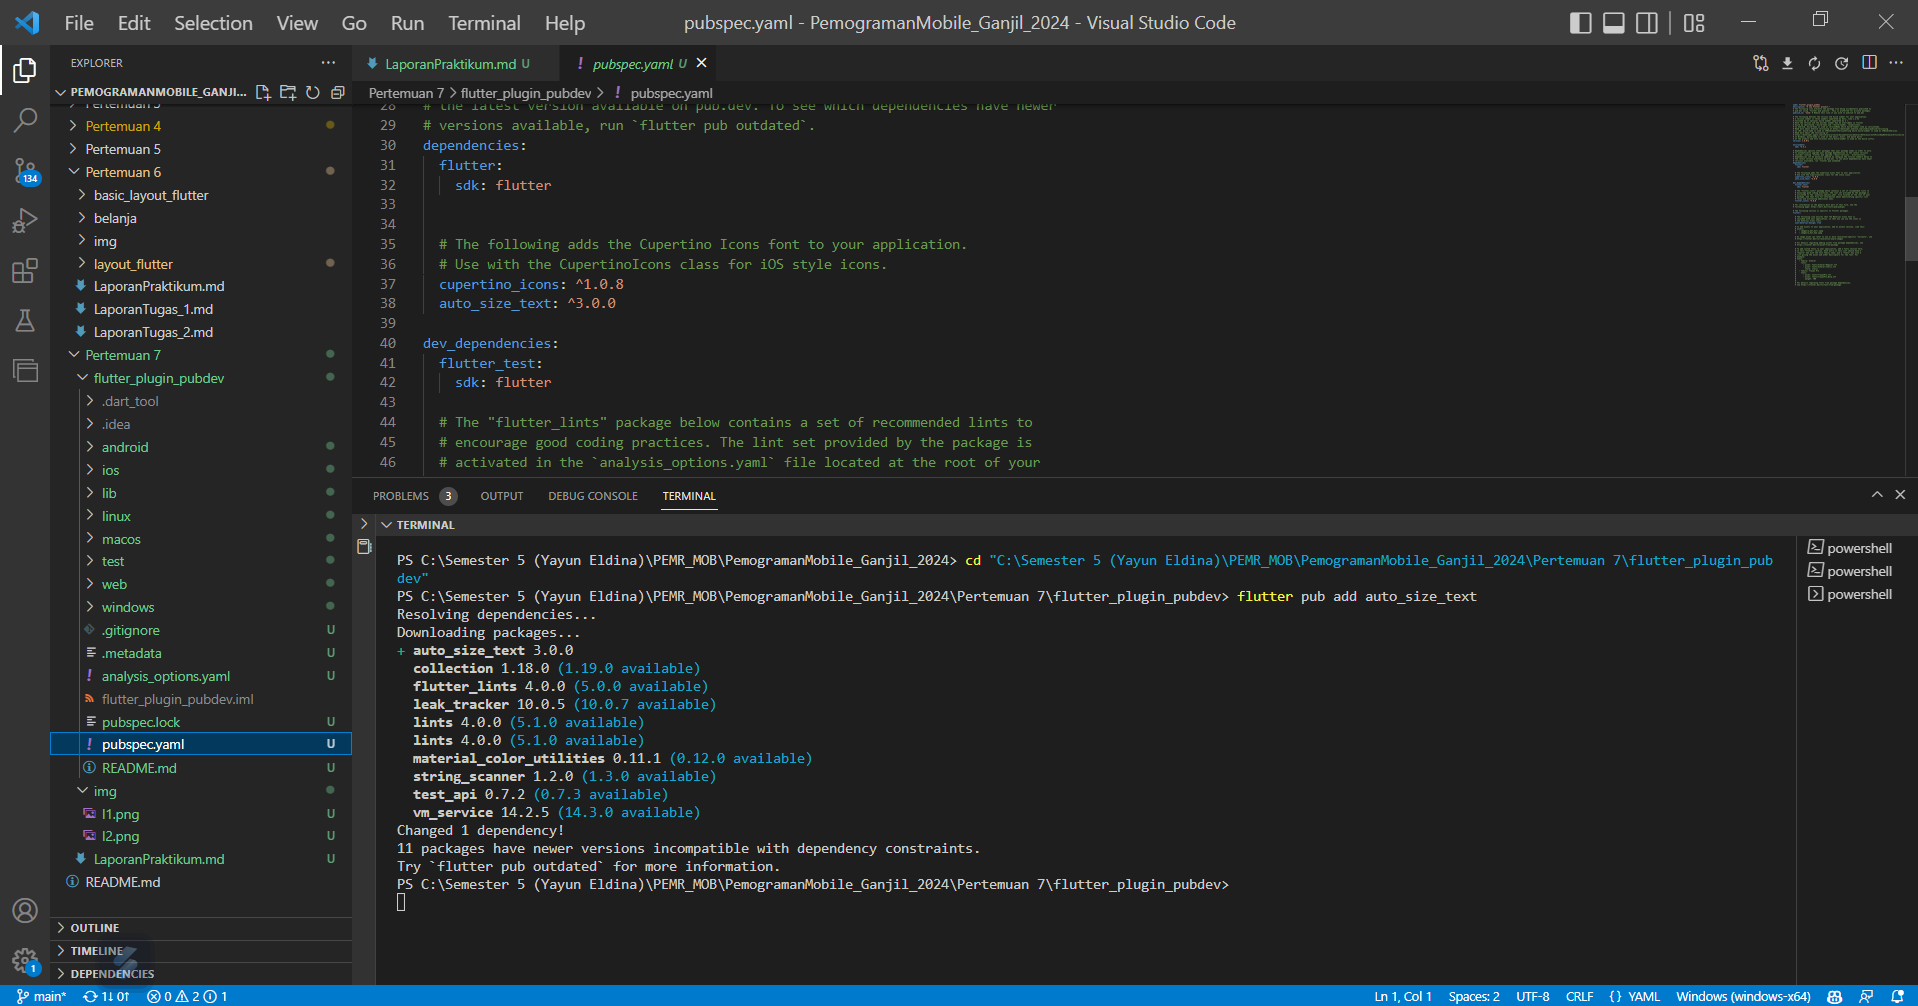 File Edit Selection View Go Run Terminal Help
pubspec.yaml - PemogramanMobile_Ganjil_2024 - Visual Studio Code
EXPLORER
PEMOGRAMANMOBILE_GANJI...
Pertemuan 3
Pertemuan 4
Pertemuan 5
Pertemuan 6
basic_layout_flutter
belanja
img
layout_flutter
LaporanPraktikum.md
LaporanTugas_1.md
LaporanTugas_2.md
Pertemuan 7
flutter_plugin_pubdev
.dart_tool
.idea
android
ios
lib
linux
macos
test
web
windows
.gitignore U
.metadata U
analysis_options.yaml U
flutter_plugin_pubdev.iml
pubspec.lock U
pubspec.yaml U
README.md U
img
l1.png U
l2.png U
LaporanPraktikum.md U
README.md
OUTLINE
TIMELINE
DEPENDENCIES
134
1
LaporanPraktikum.md U
! pubspec.yaml U
Pertemuan 7 > flutter_plugin_pubdev > ! pubspec.yaml
28 # the latest version available on pub.dev. To see which dependencies have newer
29 # versions available, run `flutter pub outdated`.
30 dependencies:
31 flutter:
32 sdk: flutter
33
34
35 # The following adds the Cupertino Icons font to your application.
36 # Use with the CupertinoIcons class for iOS style icons.
37 cupertino_icons: ^1.0.8
38 auto_size_text: ^3.0.0
39
40 dev_dependencies:
41 flutter_test:
42 sdk: flutter
43
44 # The "flutter_lints" package below contains a set of recommended lints to
45 # encourage good coding practices. The lint set provided by the package is
46 # activated in the `analysis_options.yaml` file located at the root of your
PROBLEMS 3 OUTPUT DEBUG CONSOLE TERMINAL
TERMINAL
PS C:\Semester 5 (Yayun Eldina)\PEMR_MOB\PemogramanMobile_Ganjil_2024> cd "C:\Semester 5 (Yayun Eldina)\PEMR_MOB\PemogramanMobile_Ganjil_2024\Pertemuan 7\flutter_plugin_pub
dev"
PS C:\Semester 5 (Yayun Eldina)\PEMR_MOB\PemogramanMobile_Ganjil_2024\Pertemuan 7\flutter_plugin_pubdev> flutter pub add auto_size_text
Resolving dependencies...
Downloading packages...
+ auto_size_text 3.0.0
collection 1.18.0 (1.19.0 available)
flutter_lints 4.0.0 (5.0.0 available)
leak_tracker 10.0.5 (10.0.7 available)
lints 4.0.0 (5.1.0 available)
lints 4.0.0 (5.1.0 available)
material_color_utilities 0.11.1 (0.12.0 available)
string_scanner 1.2.0 (1.3.0 available)
test_api 0.7.2 (0.7.3 available)
vm_service 14.2.5 (14.3.0 available)
Changed 1 dependency!
11 packages have newer versions incompatible with dependency constraints.
Try `flutter pub outdated` for more information.
PS C:\Semester 5 (Yayun Eldina)\PEMR_MOB\PemogramanMobile_Ganjil_2024\Pertemuan 7\flutter_plugin_pubdev>
powershell
powershell
powershell
main* 1↓ 0↑ 0 2 1
Ln 1, Col 1 Spaces: 2 UTF-8 CRLF {} YAML Windows (windows-x64)